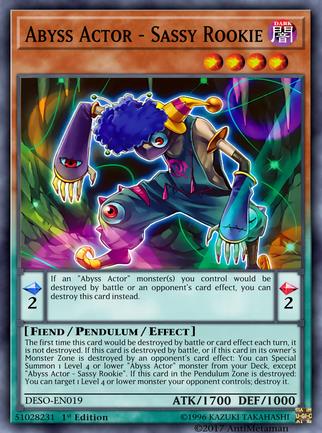 ABYSS ACTOR - SASSY ROOKIE
DARK
闇
If an "Abyss Actor" monster(s) you control would be
destroyed by battle or an opponent's card effect, you can
destroy this card instead.
2
2
[FIEND / PENDULUM / EFFECT]
The first time this card would be destroyed by battle or card effect each turn, it
is not destroyed. If this card is destroyed by battle, or if this card in its owner's
Monster Zone is destroyed by an opponent's card effect: You can Special
Summon 1 Level 4 or lower "Abyss Actor" monster from your Deck, except
"Abyss Actor - Sassy Rookie". If this card in the Pendulum Zone is destroyed:
You can target 1 Level 4 or lower monster your opponent controls; destroy it.
DESO-EN019
ATK/1700 DEF/1000
51028231 1st Edition
©1996 KAZUKI TAKAHASHI
©2017 AntiMetaman